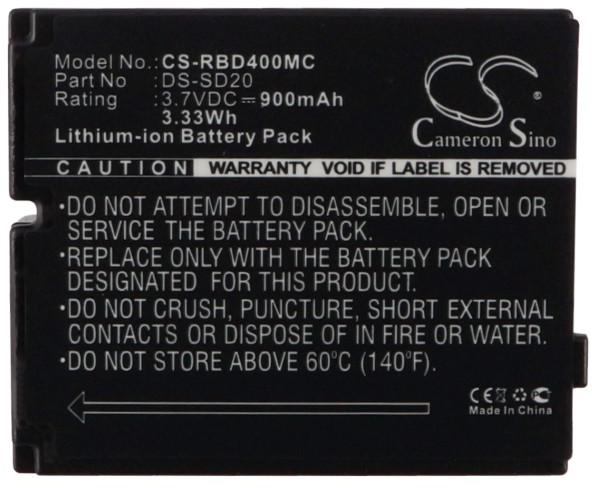 Model No.: CS-RBD400MC
Part No : DS-SD20
Rating : 3.7VDC⎓900mAh
3.33Wh
Lithium-ion Battery Pack
CS
Cameron Sino
CAUTION WARRANTY VOID IF LABEL IS REMOVED
•DO NOT ATTEMPT TO DISASSEMBLE, OPEN OR
SERVICE THE BATTERY PACK.
•REPLACE ONLY WITH THE BATTERY PACK
DESIGNATED FOR THIS PRODUCT.
•DO NOT CRUSH, PUNCTURE, SHORT EXTERNAL
CONTACTS OR DISPOSE OF IN FIRE OR WATER.
•DO NOT STORE ABOVE 60°C (140°F).
CE
Made In China